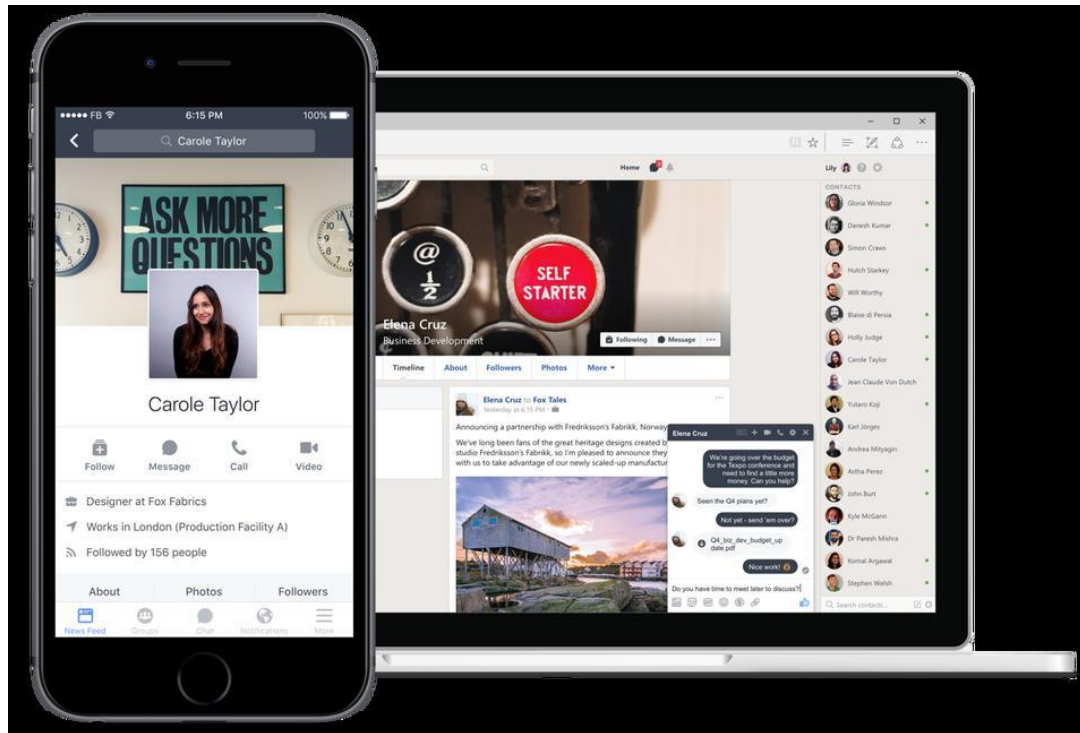 FB
6:15 PM
100%
Carole Taylor
ASK MORE
QUESTIONS
Carole Taylor
Follow
Message
Call
Video
Designer at Fox Fabrics
Works in London (Production Facility A)
Followed by 156 people
About
Photos
Followers
News Feed
Groups
Chat
Notifications
More
Home
Lily
@
1
2
SELF
STARTER
Elena Cruz
Business Development
Following
Message
Timeline
About
Followers
Photos
More
Elena Cruz to Fox Tales
Yesterday at 6:15 PM
Announcing a partnership with Fredriksson's Fabrikk, Norway
We've long been fans of the great heritage designs created b
studio Fredriksson's Fabrikk, so I'm pleased to announce they
with us to take advantage of our newly scaled-up manufactur
Elena Cruz
We're going over the budget
for the Texpo conference and
need to find a little more
money. Can you help?
Seen the Q4 plans yet?
Not yet - send 'em over?
Q4_biz_dev_budget_up
date.pdf
Nice work!
Do you have time to meet later to discuss?
CONTACTS
Gloria Windsor
Danesh Kumar
Simon Craws
Hutch Starkey
Will Worthy
Blaise di Persia
Holly Judge
Carole Taylor
Jean Claude Von Dutch
Yutaro Koji
Karl Jorges
Andrea Mityagin
Astha Perez
John Burt
Kyle McGann
Dr Paresh Mishra
Komal Argawal
Stephen Welsh
Search contacts...